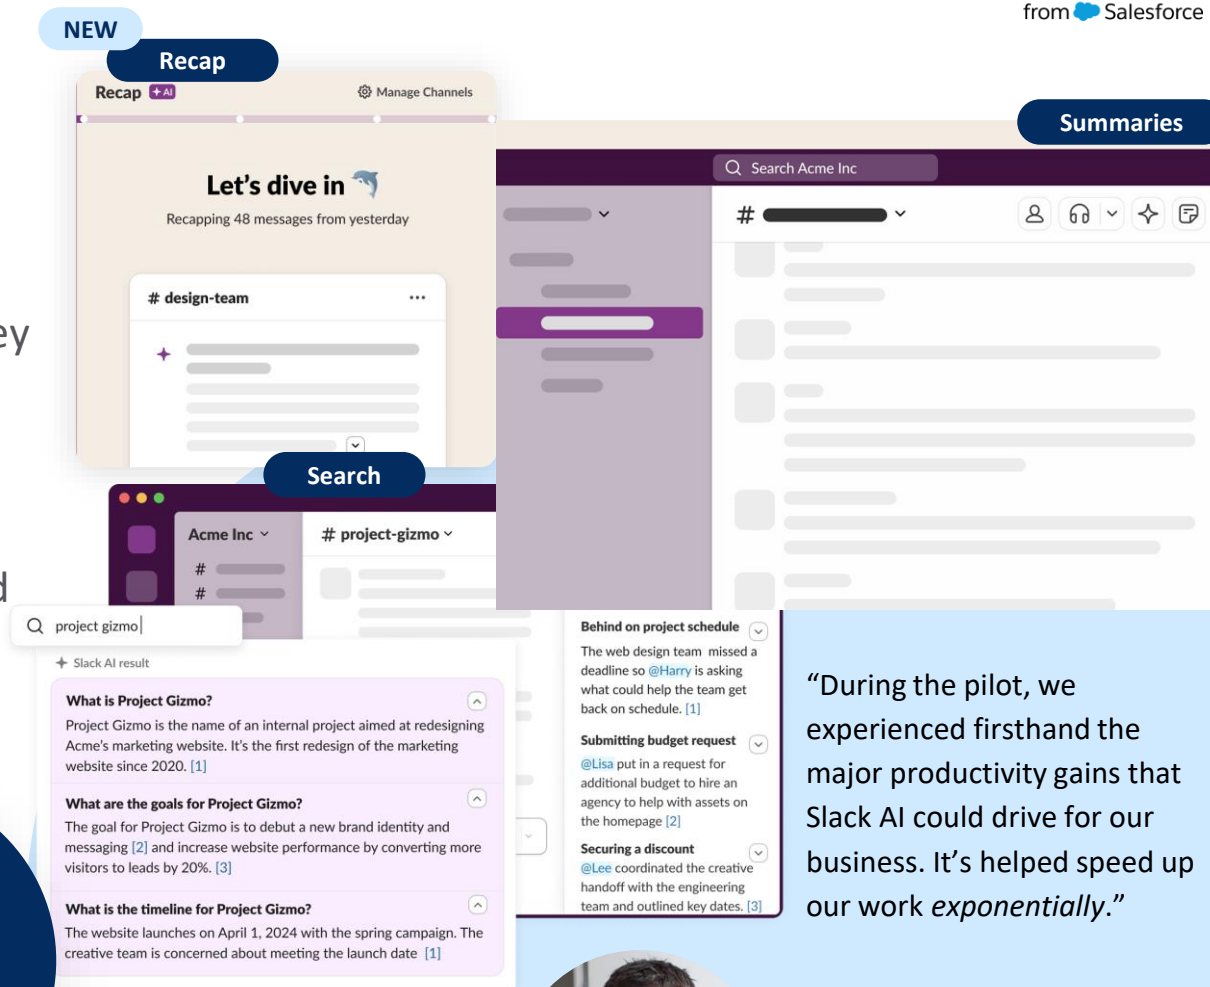 from Salesforce
NEW
Recap
Recap + AI
Manage Channels
Let's dive in
Recapping 48 messages from yesterday
# design-team
Summaries
Search Acme Inc
#
ey
Search
Acme Inc
# project-gizmo
#
#
d
project gizmo
Slack AI result
What is Project Gizmo?
Project Gizmo is the name of an internal project aimed at redesigning
Acme's marketing website. It's the first redesign of the marketing
website since 2020. [1]
What are the goals for Project Gizmo?
The goal for Project Gizmo is to debut a new brand identity and
messaging [2] and increase website performance by converting more
visitors to leads by 20%. [3]
What is the timeline for Project Gizmo?
The website launches on April 1, 2024 with the spring campaign. The
creative team is concerned about meeting the launch date [1]
Behind on project schedule
The web design team missed a
deadline so @Harry is asking
what could help the team get
back on schedule. [1]
Submitting budget request
@Lisa put in a request for
additional budget to hire an
agency to help with assets on
the homepage [2]
Securing a discount
@Lee coordinated the creative
handoff with the engineering
team and outlined key dates. [3]
“During the pilot, we
experienced firsthand the
major productivity gains that
Slack AI could drive for our
business. It’s helped speed up
our work exponentially.”